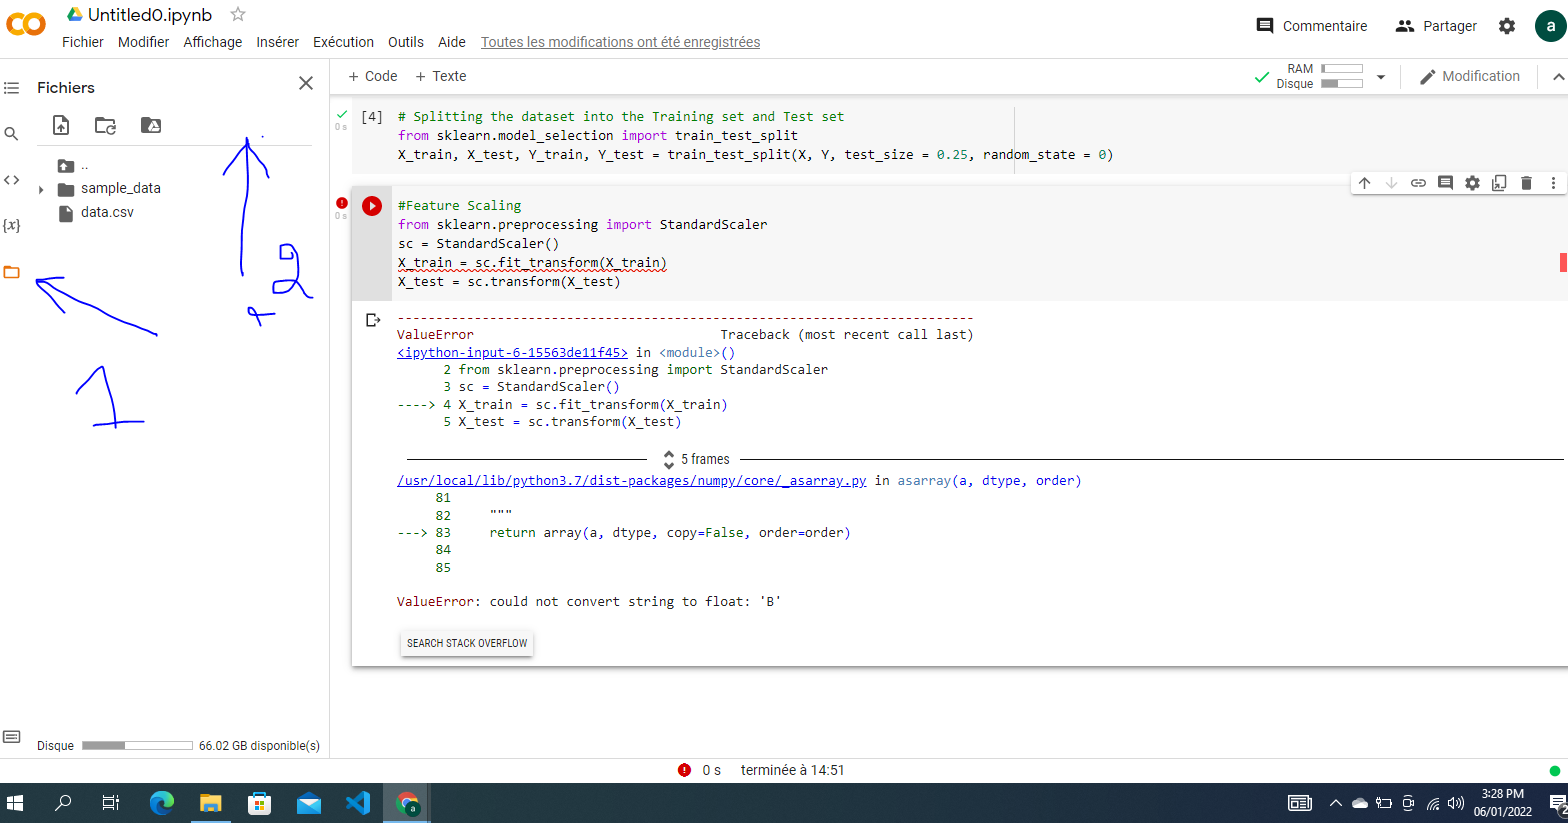 Untitled0.ipynb
Fichier Modifier Affichage Insérer Exécution Outils Aide Toutes les modifications ont été enregistrées
Commentaire Partager a
Fichiers
..
sample_data
data.csv
1
2
Disque 66.02 GB disponible(s)
+ Code + Texte
RAM
Disque
Modification
0 s
[4] # Splitting the dataset into the Training set and Test set
from sklearn.model_selection import train_test_split
X_train, X_test, Y_train, Y_test = train_test_split(X, Y, test_size = 0.25, random_state = 0)
0 s
#Feature Scaling
from sklearn.preprocessing import StandardScaler
sc = StandardScaler()
X_train = sc.fit_transform(X_train)
X_test = sc.transform(X_test)
---------------------------------------------------------------------------
ValueError Traceback (most recent call last)
<ipython-input-6-15563de11f45> in <module>()
2 from sklearn.preprocessing import StandardScaler
3 sc = StandardScaler()
----> 4 X_train = sc.fit_transform(X_train)
5 X_test = sc.transform(X_test)
5 frames
/usr/local/lib/python3.7/dist-packages/numpy/core/_asarray.py in asarray(a, dtype, order)
81
82 """
---> 83 return array(a, dtype, copy=False, order=order)
84
85
ValueError: could not convert string to float: 'B'
SEARCH STACK OVERFLOW
0 s terminée à 14:51
3:28 PM
06/01/2022
2